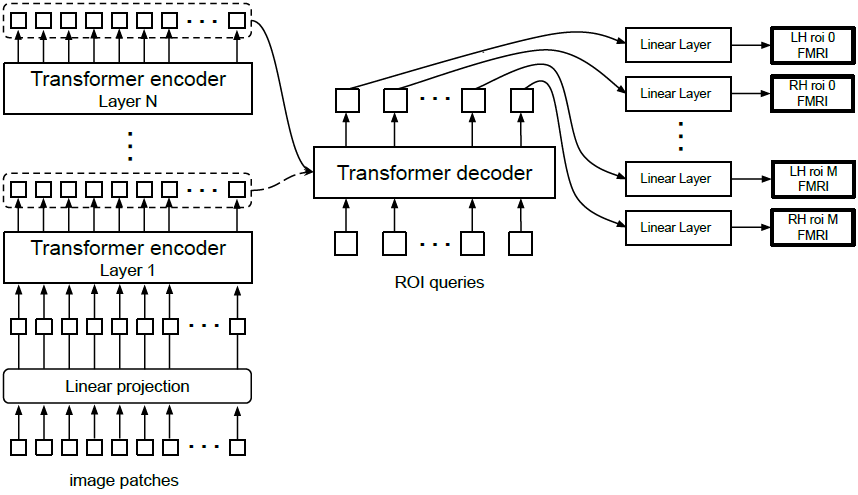 Transformer encoder
Layer N
Transformer encoder
Layer 1
Linear projection
image patches
Transformer decoder
ROI queries
Linear Layer
LH roi 0
FMRI
Linear Layer
RH roi 0
FMRI
Linear Layer
LH roi M
FMRI
Linear Layer
RH roi M
FMRI